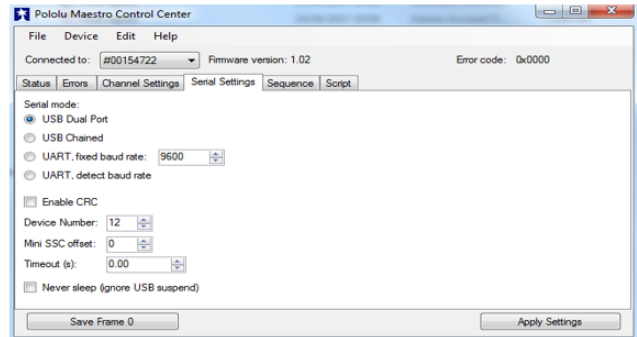 Pololu Maestro Control Center
File Device Edit Help
Connected to: #00154722 Firmware version: 1.02 Error code: 0x0000
Status Errors Channel Settings Serial Settings Sequence Script
Serial mode:
USB Dual Port
USB Chained
UART, fixed baud rate: 9600
UART, detect baud rate
Enable CRC
Device Number: 12
Mini SSC offset: 0
Timeout (s): 0.00
Never sleep (ignore USB suspend)
Save Frame 0 Apply Settings